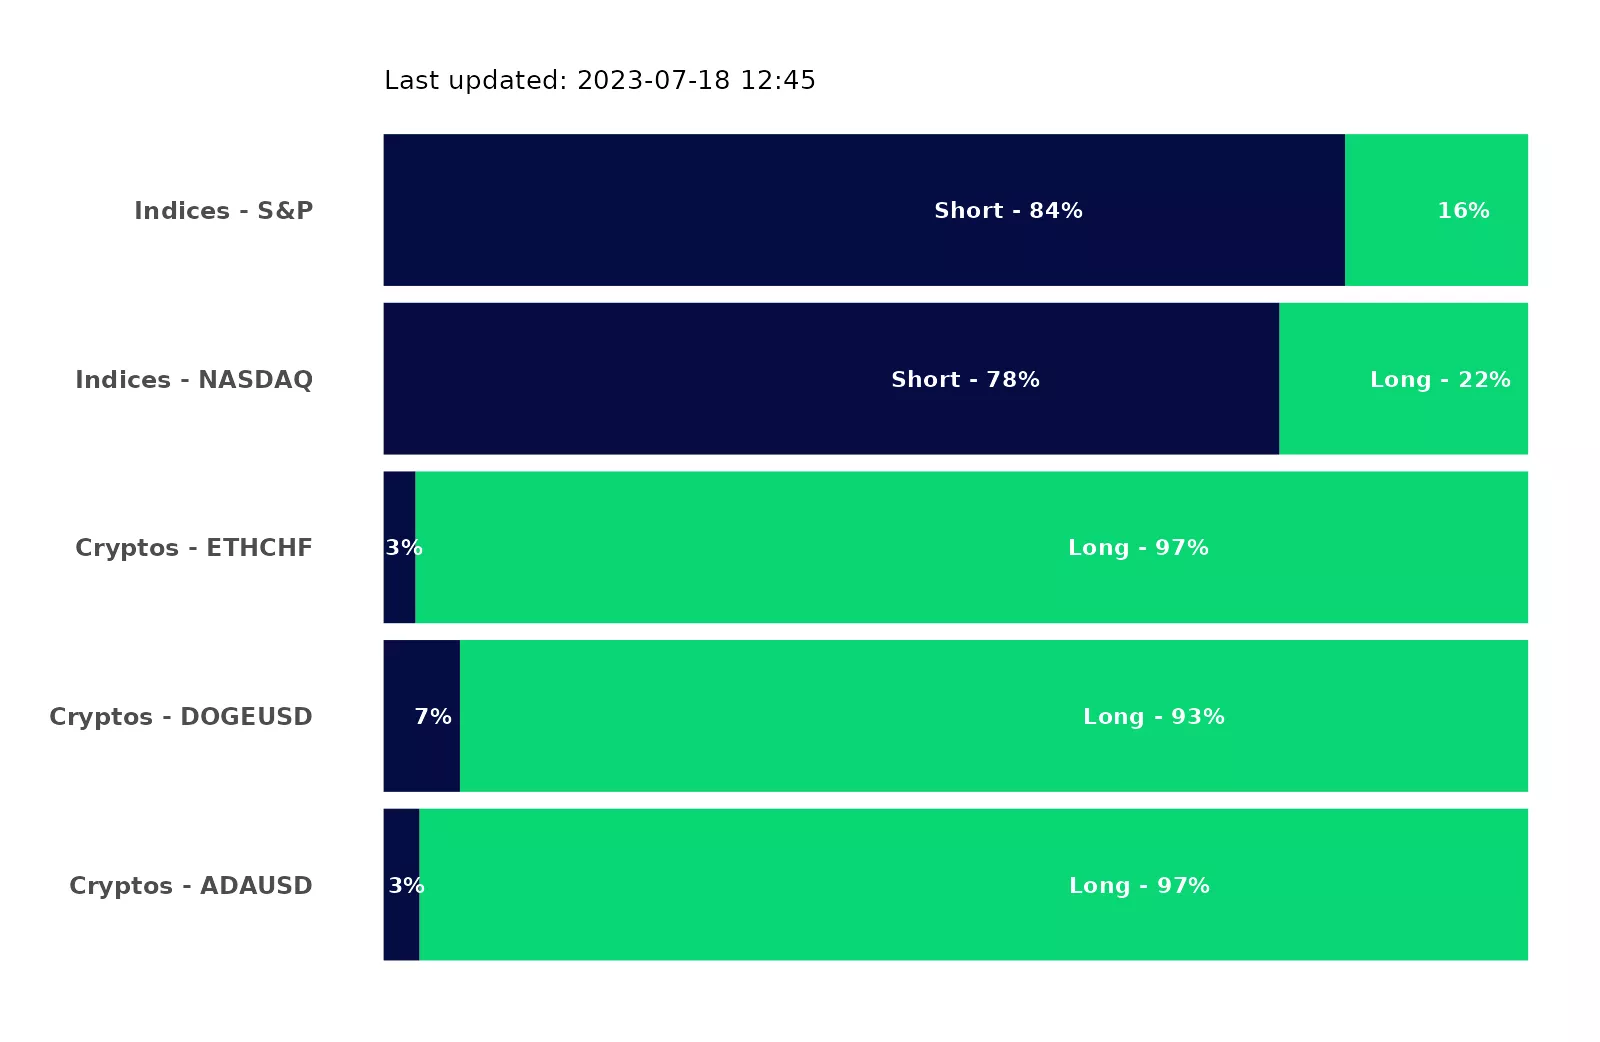 Last updated: 2023-07-18 12:45
Indices - S&P Short - 84% 16%
Indices - NASDAQ Short - 78% Long - 22%
Cryptos - ETHCHF 3% Long - 97%
Cryptos - DOGEUSD 7% Long - 93%
Cryptos - ADAUSD 3% Long - 97%